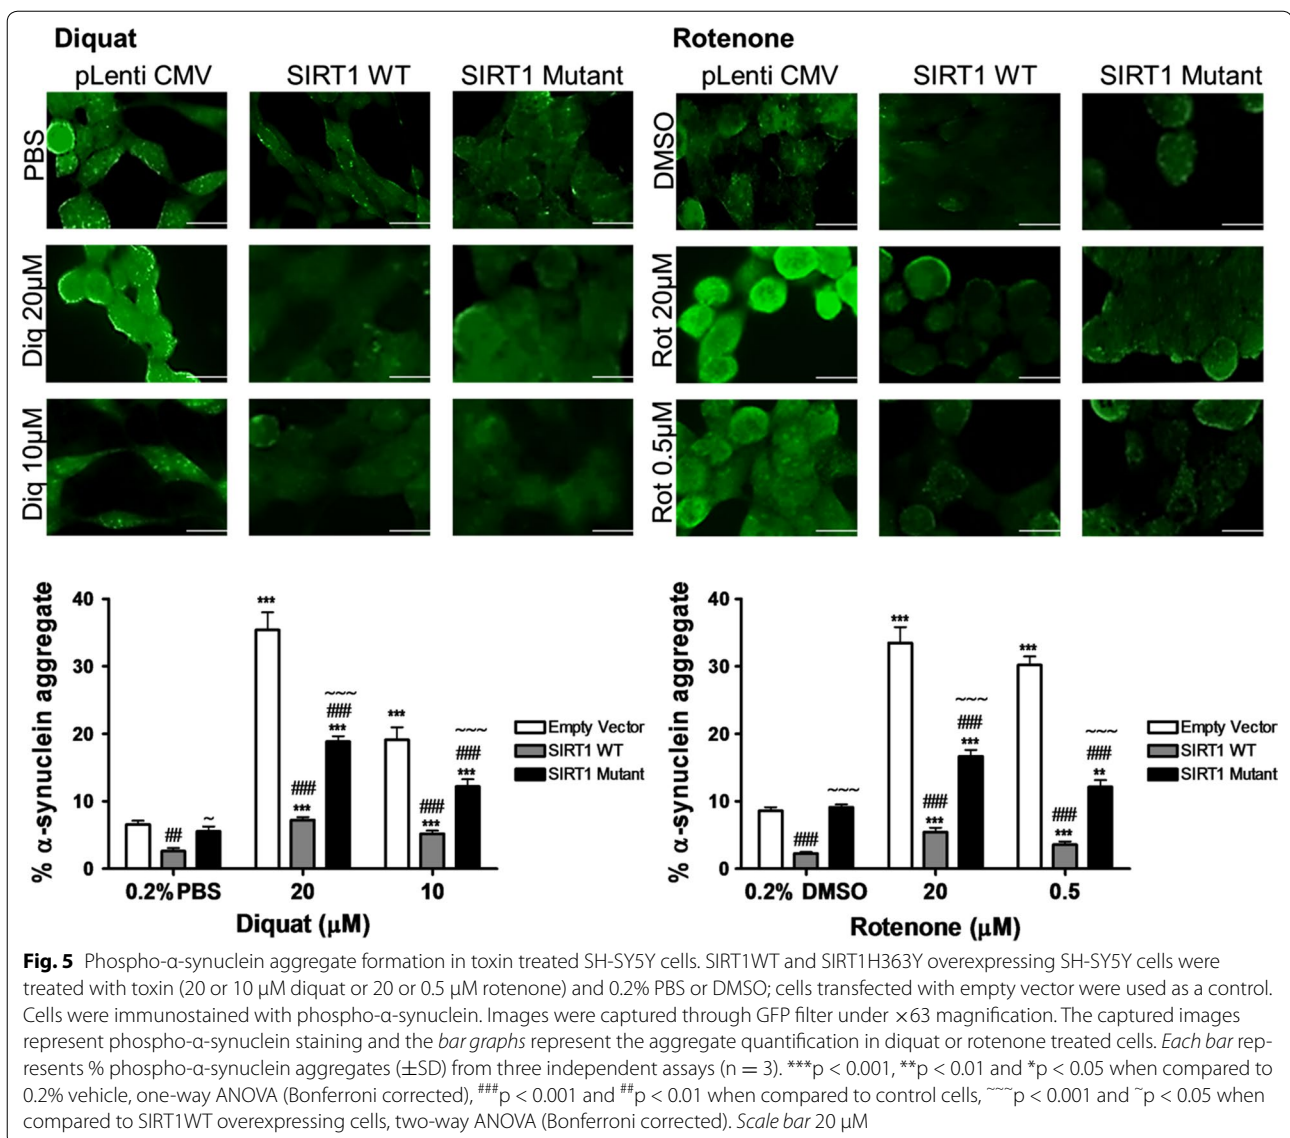 Diquat
Rotenone
pLenti CMV SIRT1 WT SIRT1 Mutant
pLenti CMV SIRT1 WT SIRT1 Mutant
PBS
Diq 20μM
Diq 10μM
DMSO
Rot 20μM
Rot 0.5μM
% α-synuclein aggregate
40
30
20
10
0
***
***
~~~
###
***
###
***
~~~
###
***
###
***
##
~
0.2% PBS 20 10
Diquat (μM)
Empty Vector
SIRT1 WT
SIRT1 Mutant
% α-synuclein aggregate
40
30
20
10
0
***
***
~~~
###
***
###
***
~~~
###
**
###
***
###
~~~
0.2% DMSO 20 0.5
Rotenone (μM)
Empty Vector
SIRT1 WT
SIRT1 Mutant
Fig. 5 Phospho-α-synuclein aggregate formation in toxin treated SH-SY5Y cells. SIRT1WT and SIRT1H363Y overexpressing SH-SY5Y cells were
treated with toxin (20 or 10 μM diquat or 20 or 0.5 μM rotenone) and 0.2% PBS or DMSO; cells transfected with empty vector were used as a control.
Cells were immunostained with phospho-α-synuclein. Images were captured through GFP filter under ×63 magnification. The captured images
represent phospho-α-synuclein staining and the bar graphs represent the aggregate quantification in diquat or rotenone treated cells. Each bar rep-
resents % phospho-α-synuclein aggregates (±SD) from three independent assays (n = 3). ***p < 0.001, **p < 0.01 and *p < 0.05 when compared to
0.2% vehicle, one-way ANOVA (Bonferroni corrected), ###p < 0.001 and ##p < 0.01 when compared to control cells, ~~~p < 0.001 and ~p < 0.05 when
compared to SIRT1WT overexpressing cells, two-way ANOVA (Bonferroni corrected). Scale bar 20 μM